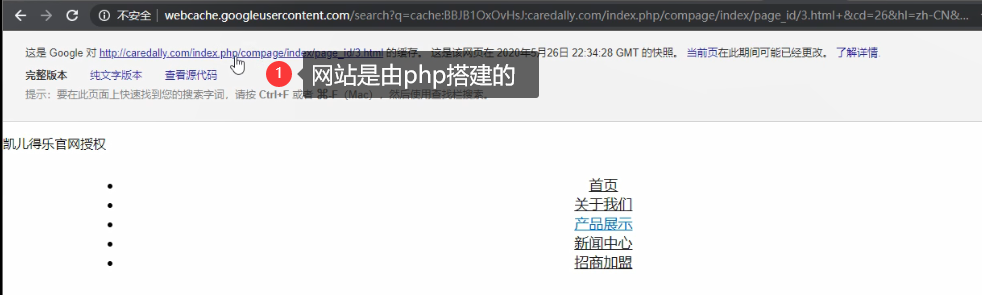 不安全 | webcache.googleusercontent.com/search?q=cache:BBJB1OxOvHsJ:caredally.com/index.php/compage/index/page_id/3.html+&cd=26&hl=zh-CN&...
这是 Google 对 http://caredally.com/index.php/compage/index/page_id/3.html 的缓存。 这是该网页在 2020年5月26日 22:34:28 GMT 的快照。 当前页在此期间可能已经更改。 了解详情.
完整版本 纯文字版本 查看源代码
1 网站是由php搭建的
提示：要在此页面上快速找到您的搜索字词，请按 Ctrl+F 或者 ⌘-F（Mac），然后使用查找栏搜索。
凯儿得乐官网授权
首页
关于我们
产品展示
新闻中心
招商加盟